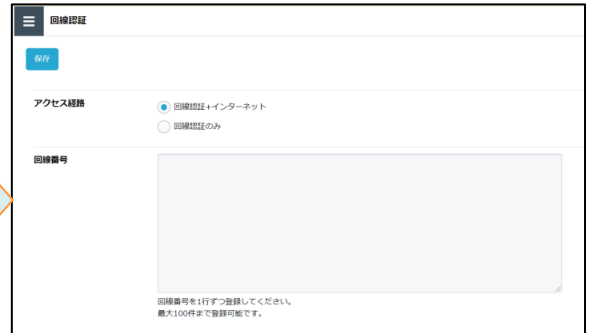 回線認証
保存
アクセス経路
回線認証+インターネット
回線認証のみ
回線番号
回線番号を1行ずつ登録してください。
最大100件まで登録可能です。